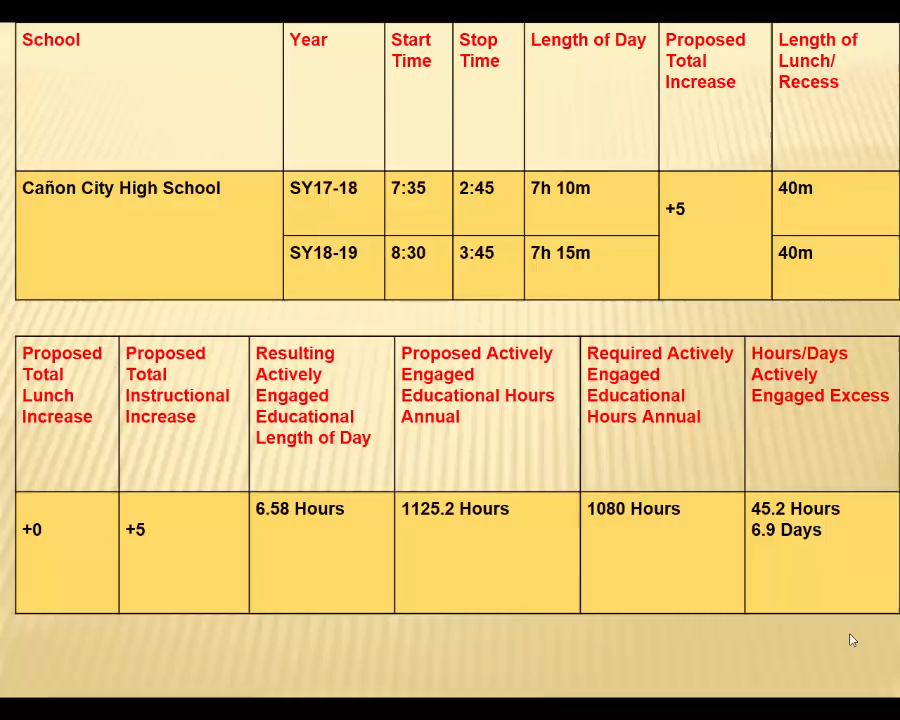 School
Year
Start
Time
Stop
Time
Length of Day
Proposed
Total
Increase
Length of
Lunch/
Recess
Cañon City High School
SY17-18
7:35
2:45
7h 10m
+5
40m
SY18-19
8:30
3:45
7h 15m
40m
Proposed
Total
Lunch
Increase
Proposed
Total
Instructional
Increase
Resulting
Actively
Engaged
Educational
Length of Day
Proposed Actively
Engaged
Educational Hours
Annual
Required Actively
Engaged
Educational
Hours Annual
Hours/Days
Actively
Engaged Excess
+0
+5
6.58 Hours
1125.2 Hours
1080 Hours
45.2 Hours
6.9 Days